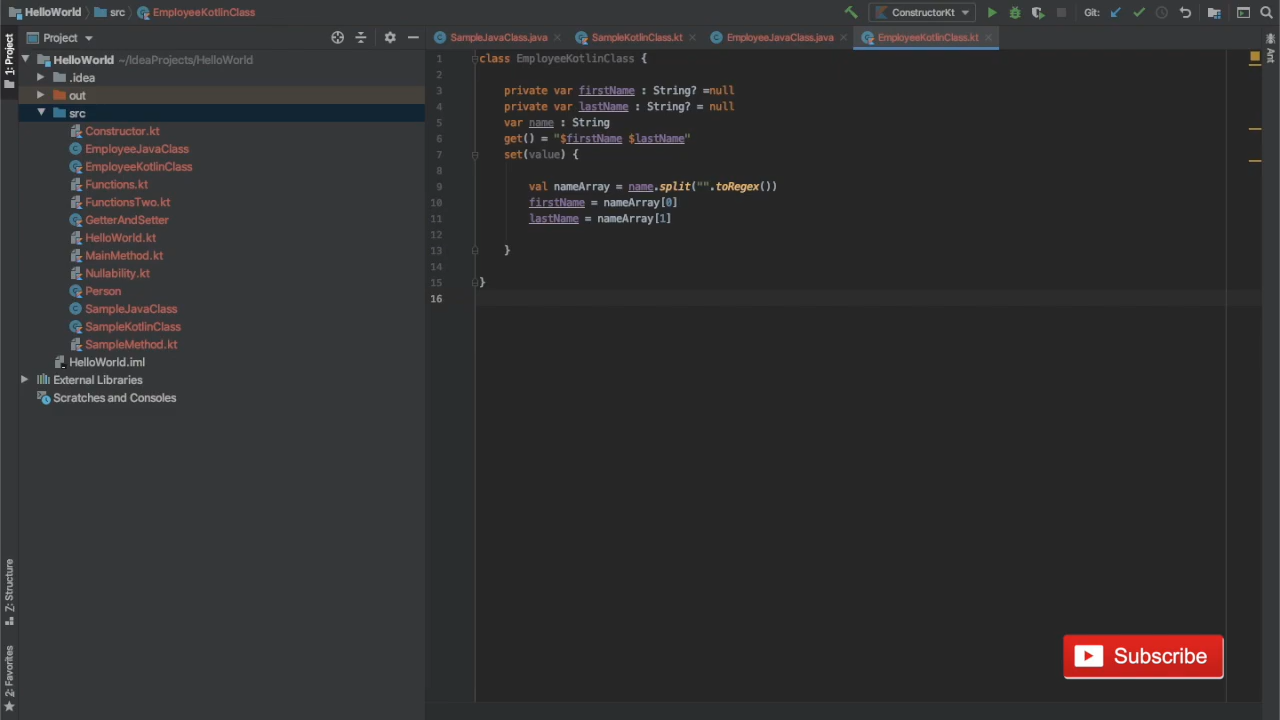 HelloWorld src EmployeeKotlinClass ConstructorKt Git:
Project SampleJavaClass.java SampleKotlinClass.kt EmployeeJavaClass.java EmployeeKotlinClass.kt
1: Project
Z: Structure
2: Favorites
Ant
HelloWorld ~/IdeaProjects/HelloWorld
.idea
out
src
Constructor.kt
EmployeeJavaClass
EmployeeKotlinClass
Functions.kt
FunctionsTwo.kt
GetterAndSetter
HelloWorld.kt
MainMethod.kt
Nullability.kt
Person
SampleJavaClass
SampleKotlinClass
SampleMethod.kt
HelloWorld.iml
External Libraries
Scratches and Consoles
1 class EmployeeKotlinClass {
2
3 private var firstName : String? =null
4 private var lastName : String? = null
5 var name : String
6 get() = "$firstName $lastName"
7 set(value) {
8
9 val nameArray = name.split("".toRegex())
10 firstName = nameArray[0]
11 lastName = nameArray[1]
12
13 }
14
15 }
16
Subscribe